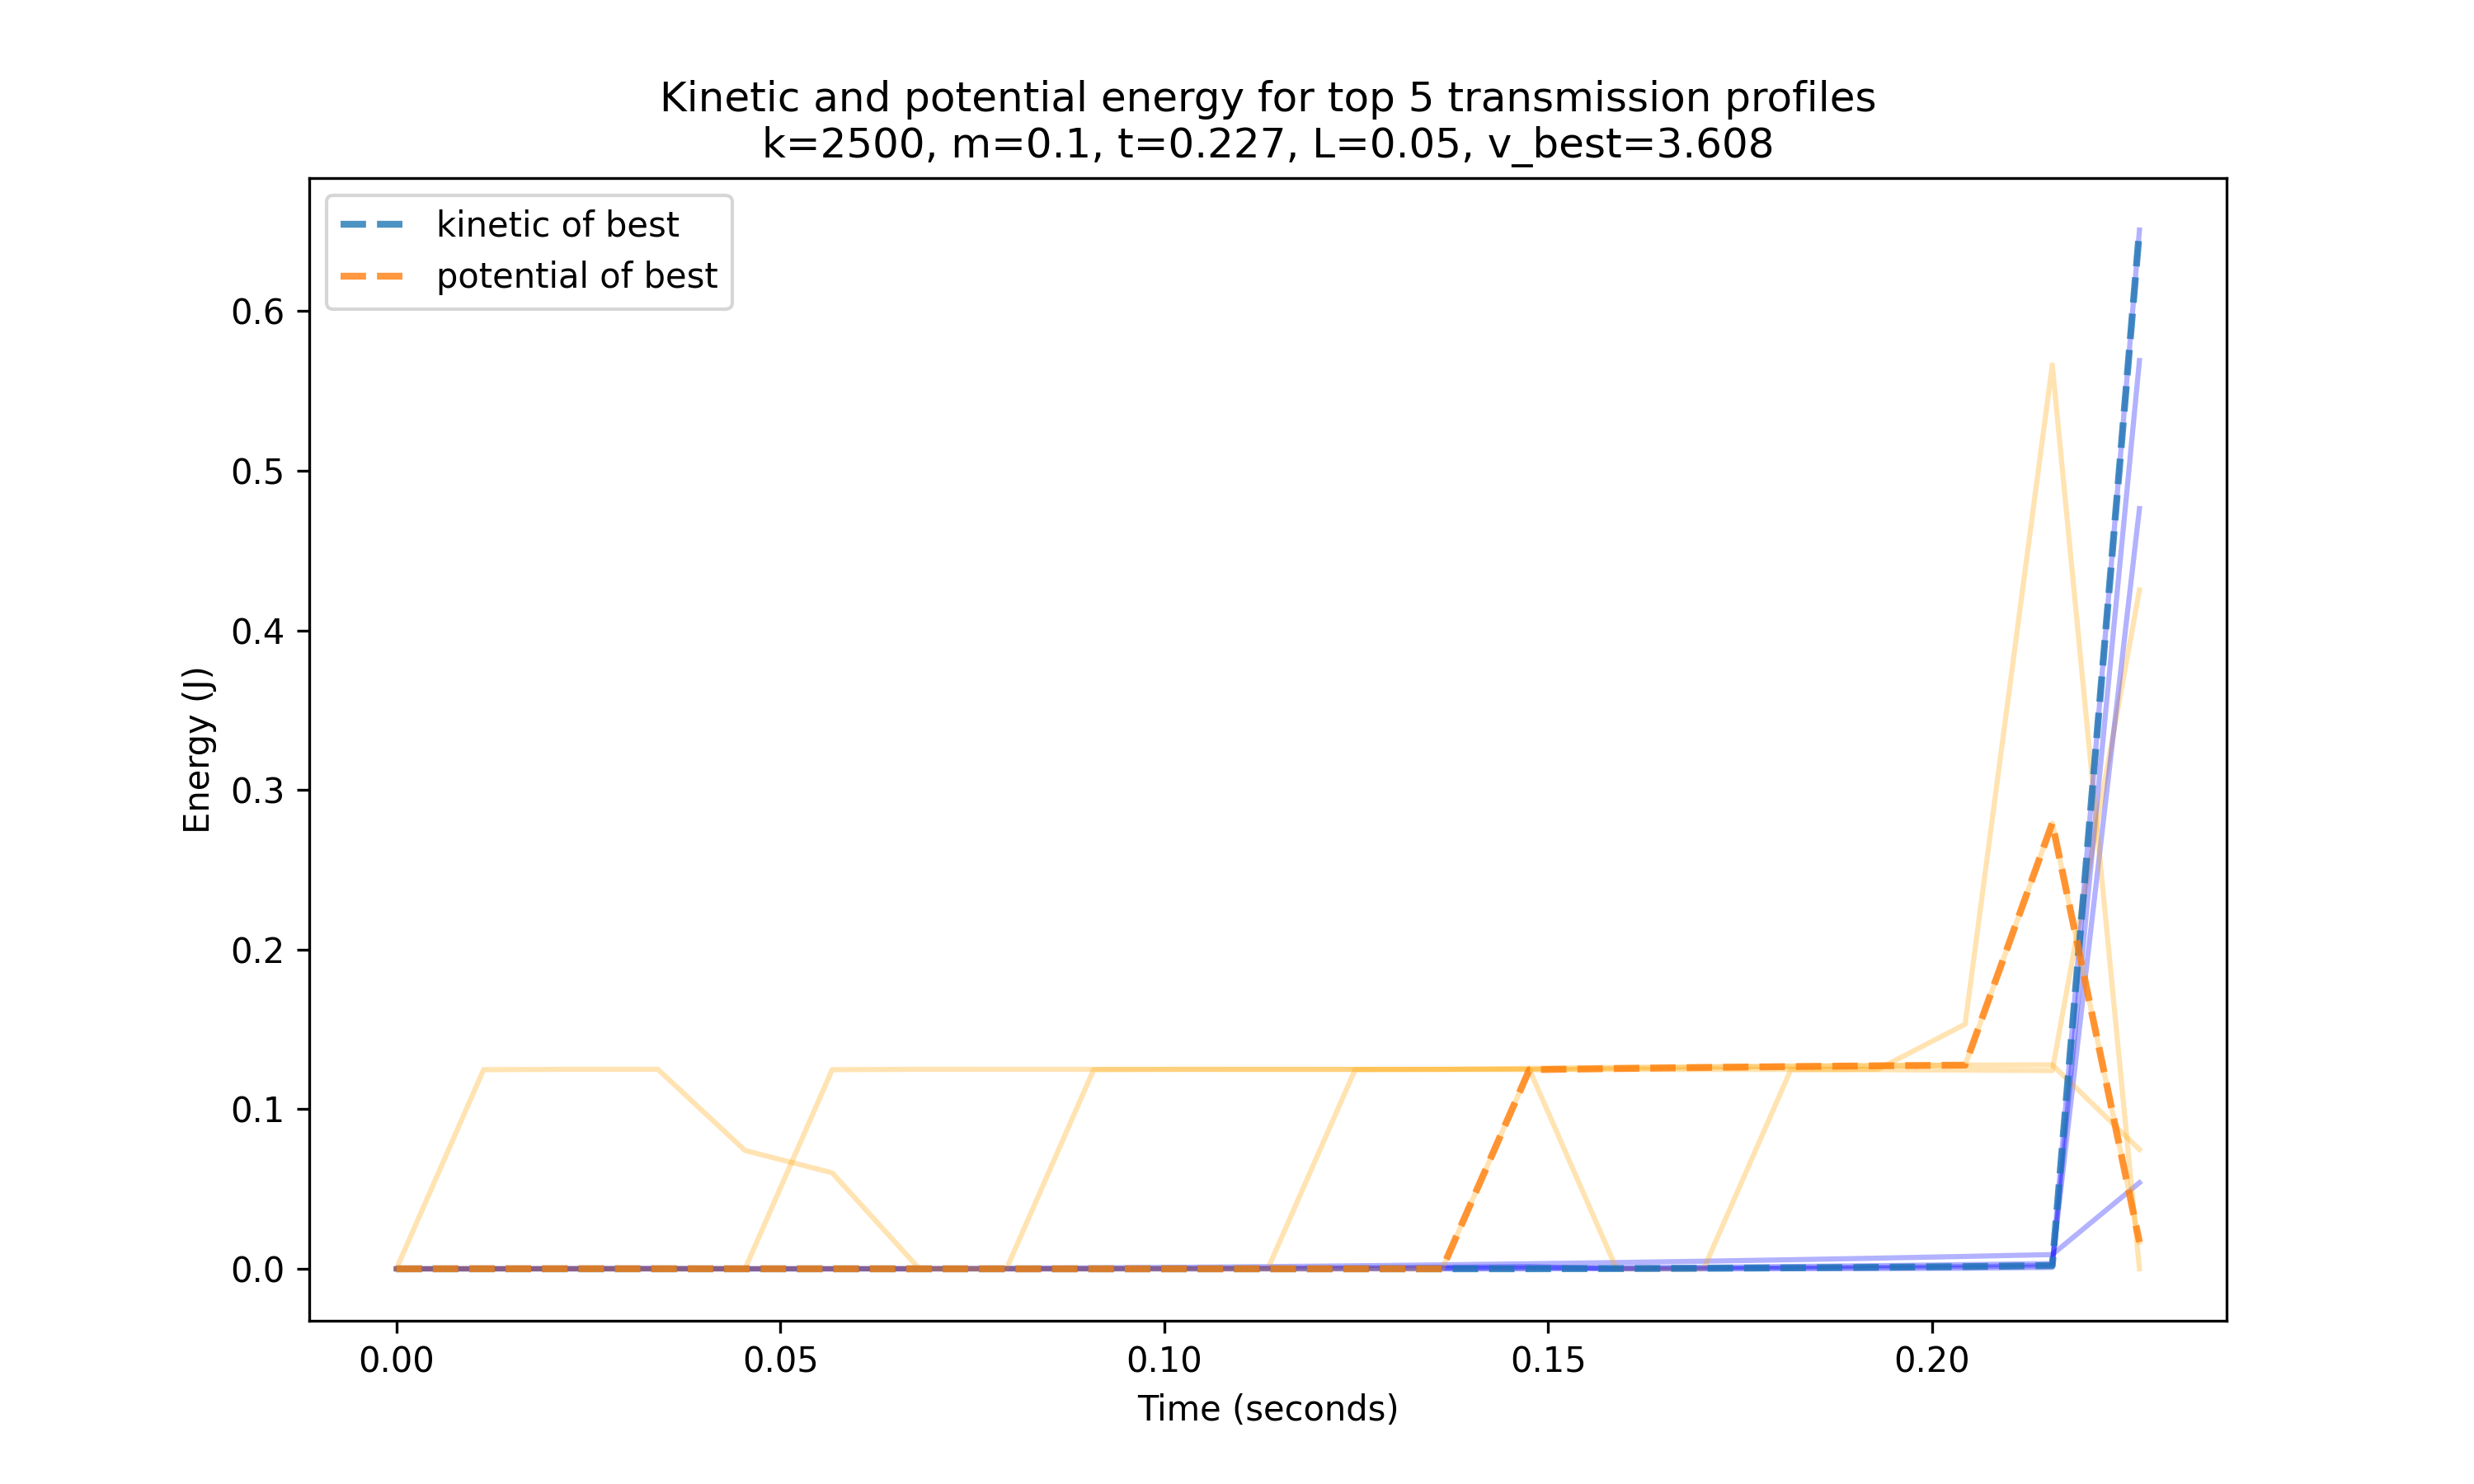 Kinetic and potential energy for top 5 transmission profiles
k=2500, m=0.1, t=0.227, L=0.05, v_best=3.608
kinetic of best
potential of best
0.6
0.5
0.4
0.3
0.2
0.1
0.0
Energy (J)
0.00 0.05 0.10 0.15 0.20
Time (seconds)